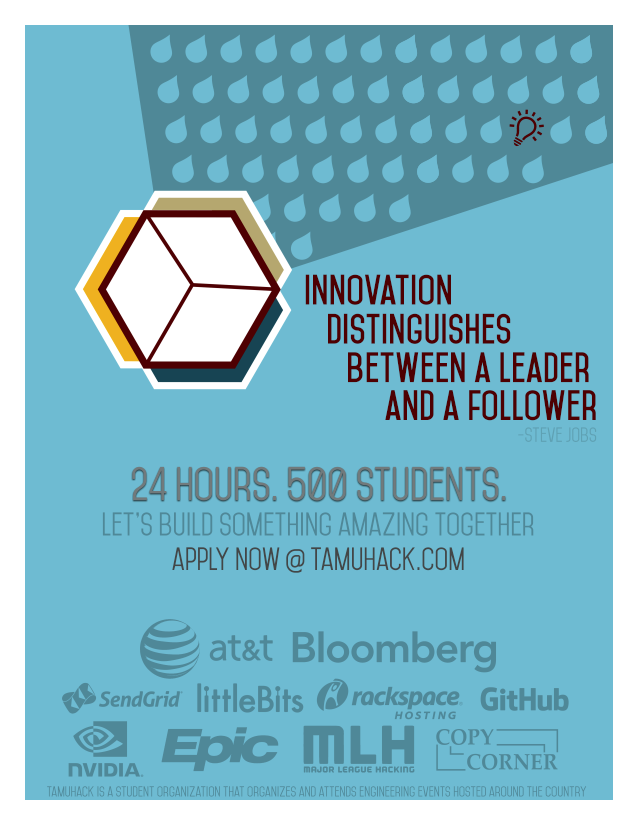 INNOVATION
DISTINGUISHES
BETWEEN A LEADER
AND A FOLLOWER
-STEVE JOBS
24 HOURS. 500 STUDENTS.
LET'S BUILD SOMETHING AMAZING TOGETHER
APPLY NOW @ TAMUHACK.COM
at&t Bloomberg
SendGrid littleBits rackspace. GitHub
HOSTING
NVIDIA. Epic MLH COPY CORNER
MAJOR LEAGUE HACKING
TAMUHACK IS A STUDENT ORGANIZATION THAT ORGANIZES AND ATTENDS ENGINEERING EVENTS HOSTED AROUND THE COUNTRY